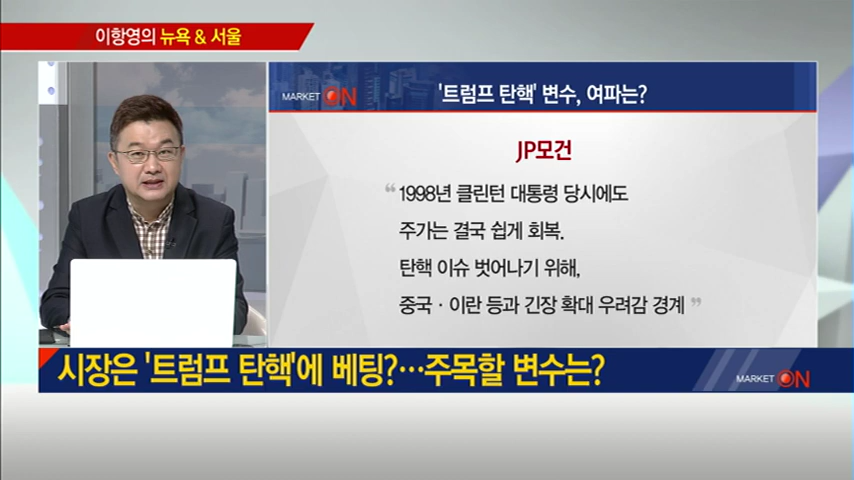 이항영의 뉴욕 & 서울
MARKET ON
'트럼프 탄핵' 변수, 여파는?
JP모건
“1998년 클린턴 대통령 당시에도
주가는 결국 쉽게 회복.
탄핵 이슈 벗어나기 위해,
중국 · 이란 등과 긴장 확대 우려감 경계”
시장은 '트럼프 탄핵'에 베팅?…주목할 변수는?
MARKET ON